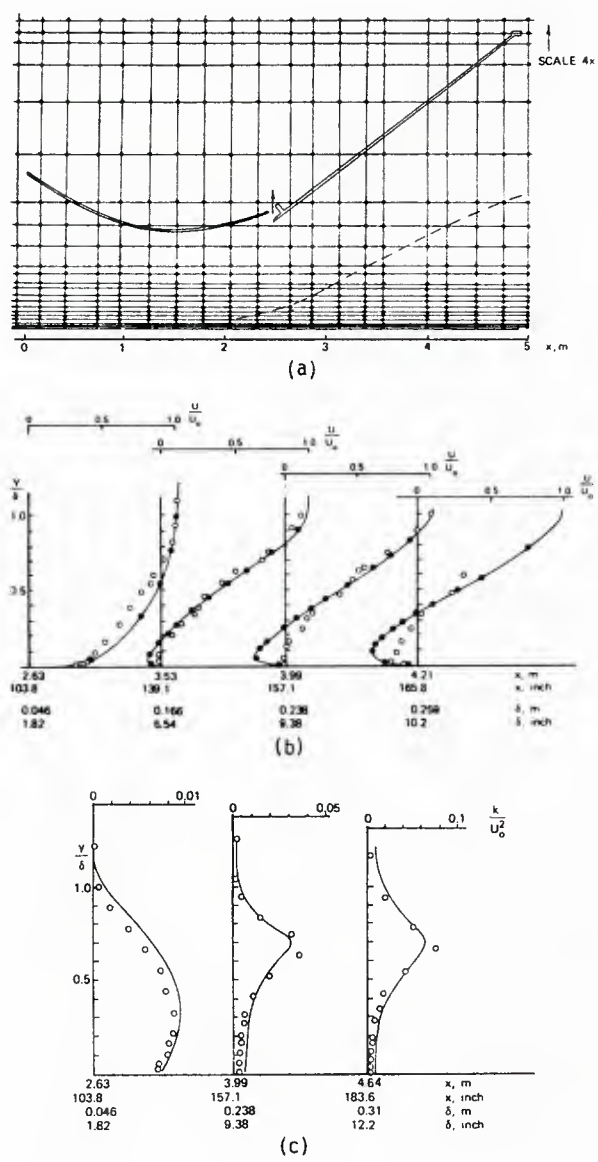 SCALE 4x
0 1 2 3 4 5 x, m
(a)
U/U₀
0 0.5 1.0
U/U₀
0 0.5 1.0
U/U₀
0 0.5 1.0
U/U₀
0 0.5 1.0
Y/δ
1.0
0.5
2.63 2.53 3.99 4.21 x, m
103.8 139.1 157.1 165.8 x, inch
0.046 0.166 0.238 0.259 δ, m
1.82 6.54 9.38 10.2 δ, inch
(b)
0 0.01
0 0.05
0 0.1 k/U₀²
Y/δ
1.0
0.5
2.63 3.99 4.64 x, m
103.8 157.1 183.6 x, inch
0.046 0.238 0.31 δ, m
1.82 9.38 12.2 δ, inch
(c)